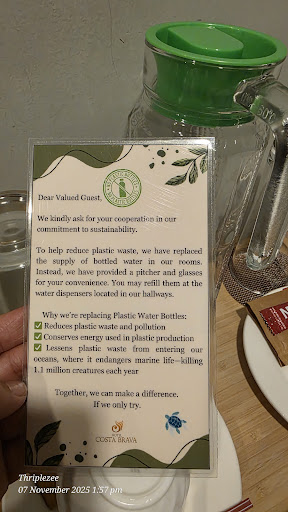 Dear Valued Guest,
We kindly ask for your cooperation in our
commitment to sustainability.
To help reduce plastic waste, we have replaced
the supply of bottled water in our rooms.
Instead, we have provided a pitcher and glasses
for your convenience. You may refill them at the
water dispensers located in our hallways.
Why we're replacing Plastic Water Bottles:
✅ Reduces plastic waste and pollution
✅ Conserves energy used in plastic production
✅ Lessens plastic waste from entering our
oceans, where it endangers marine life—killing
1.1 million creatures each year
Together, we can make a difference.
If we only try.
COSTA BRAVA
Thriplezee
07 November 2025 1:57 pm